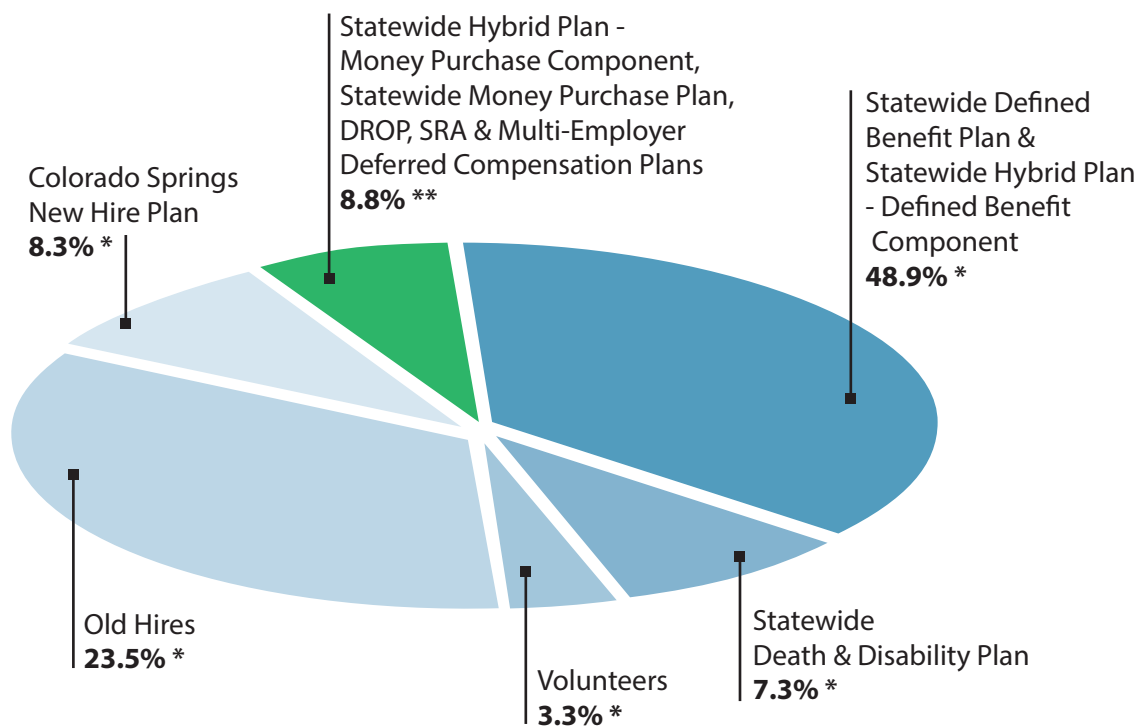 Statewide Hybrid Plan -
Money Purchase Component,
Statewide Money Purchase Plan,
DROP, SRA & Multi-Employer
Deferred Compensation Plans
8.8% **
Statewide Defined
Benefit Plan &
Statewide Hybrid Plan
- Defined Benefit
Component
48.9% *
Colorado Springs
New Hire Plan
8.3% *
Old Hires
23.5% *
Volunteers
3.3% *
Statewide
Death & Disability Plan
7.3% *